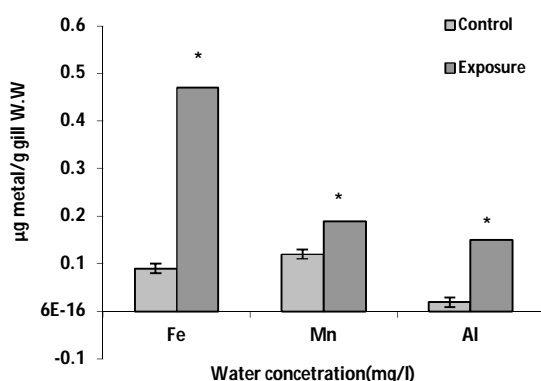 0.6
Control
Exposure
0.5
0.4
0.3
0.2
0.1
6E-16
-0.1
*
*
*
Fe Mn Al
µg metal/g gill W.W
Water concetration(mg/l)